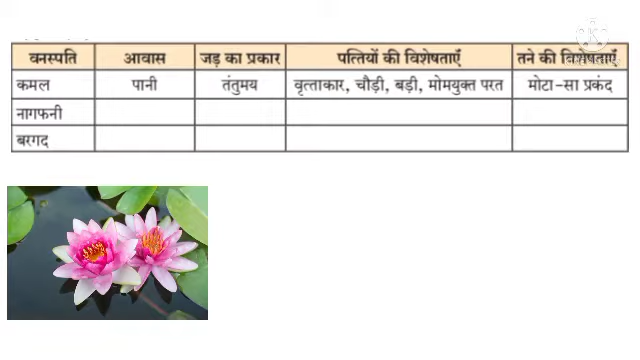 वनस्पति आवास जड़ का प्रकार पत्तियों की विशेषताएँ तने की विशेषताएँ
कमल पानी तंतुमय वृत्ताकार, चौड़ी, बड़ी, मोमयुक्त परत मोटा-सा प्रकंद
नागफनी
बरगद